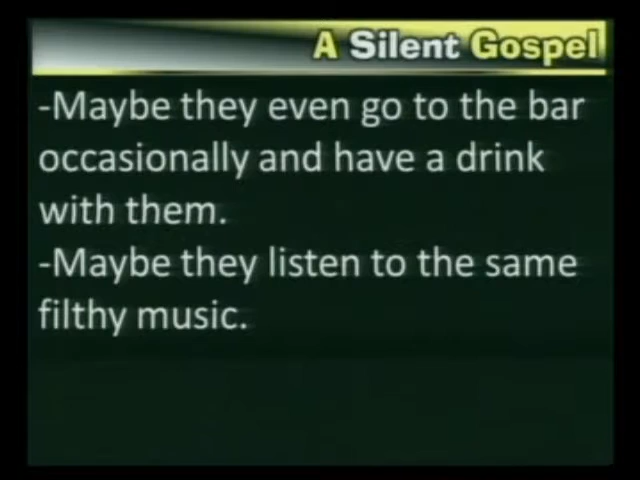 A Silent Gospel
-Maybe they even go to the bar
occasionally and have a drink
with them.
-Maybe they listen to the same
filthy music.